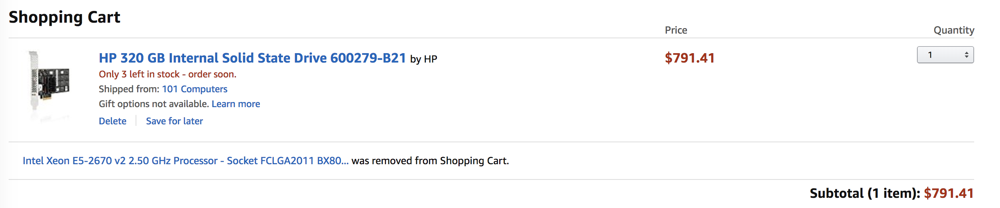 Shopping Cart
Price
Quantity
HP 320 GB Internal Solid State Drive 600279-B21 by HP
$791.41
1
Only 3 left in stock - order soon.
Shipped from: 101 Computers
Gift options not available. Learn more
Delete
Save for later
Intel Xeon E5-2670 v2 2.50 GHz Processor - Socket FCLGA2011 BX80... was removed from Shopping Cart.
Subtotal (1 item): $791.41